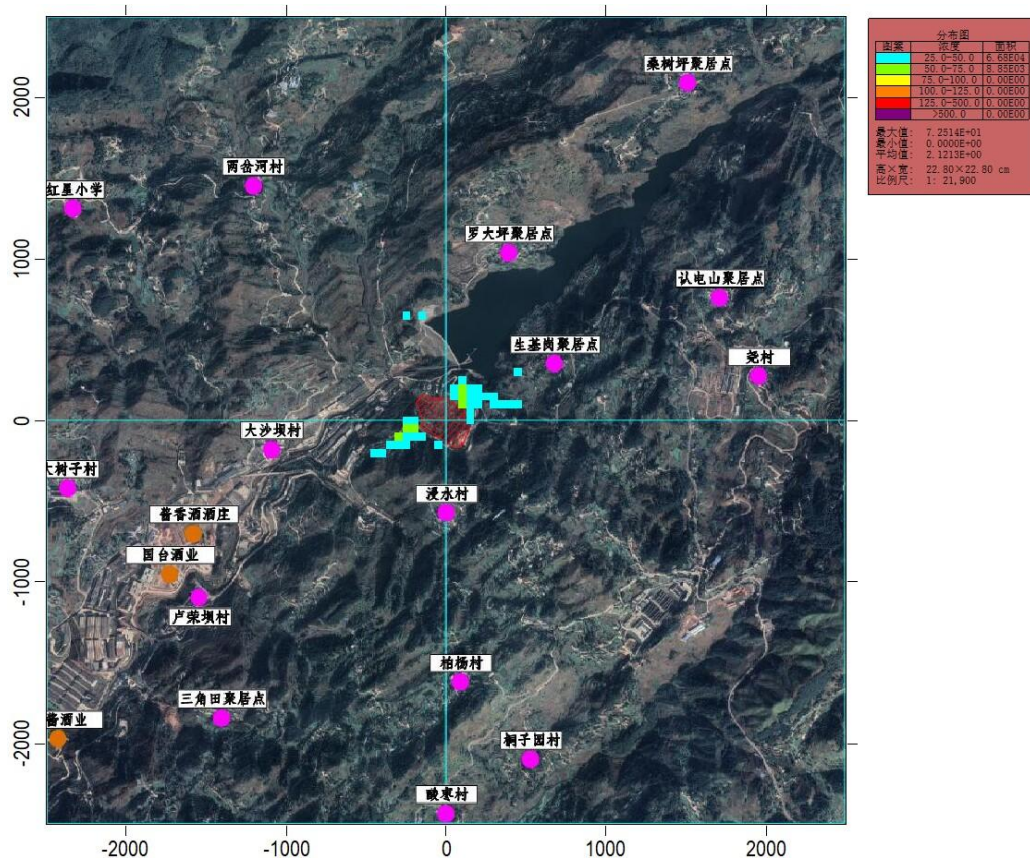 分布图
图案 浓度 面积
25.0-50.0 6.68E04
50.0-75.0 8.83E03
75.0-100.0 0.00E00
100.0-125.0 0.00E00
125.0-500.0 0.00E00
>500.0 0.00E00
最大值: 7.2514E+01
最小值: 0.0000E+00
平均值: 2.1213E+00
高×宽: 22.80×22.80 cm
比例尺: 1: 21,900
桑树坪聚居点
两岔河村
红星小学
罗大坪聚居点
认屯山聚居点
生基岗聚居点
尧村
大沙坝村
大树子村
浸水村
酱香酒酒庄
国台酒业
卢荣坝村
柏杨村
三角田聚居点
酱酒业
桐子园村
酸枣村
2000
1000
0
-1000
-2000
-2000 -1000 0 1000 2000